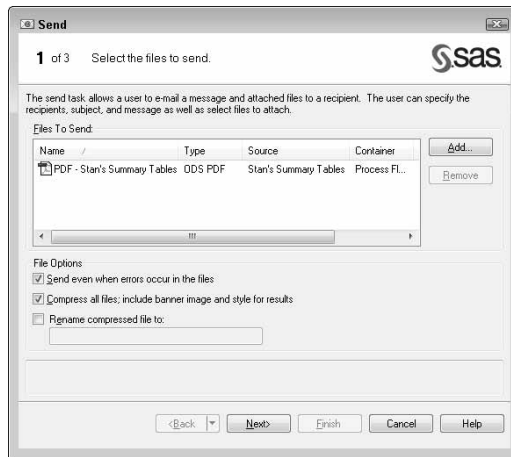 Send
1 of 3 Select the files to send.
sas
The send task allows a user to e-mail a message and attached files to a recipient. The user can specify the
recipients, subject, and message as well as select files to attach.
Files To Send:
Name Type Source Container
PDF - Stan's Summary Tables ODS PDF Stan's Summary Tables Process Fl...
Add...
Remove
File Options
Send even when errors occur in the files
Compress all files; include banner image and style for results
Rename compressed file to:
<Back Next> Finish Cancel Help